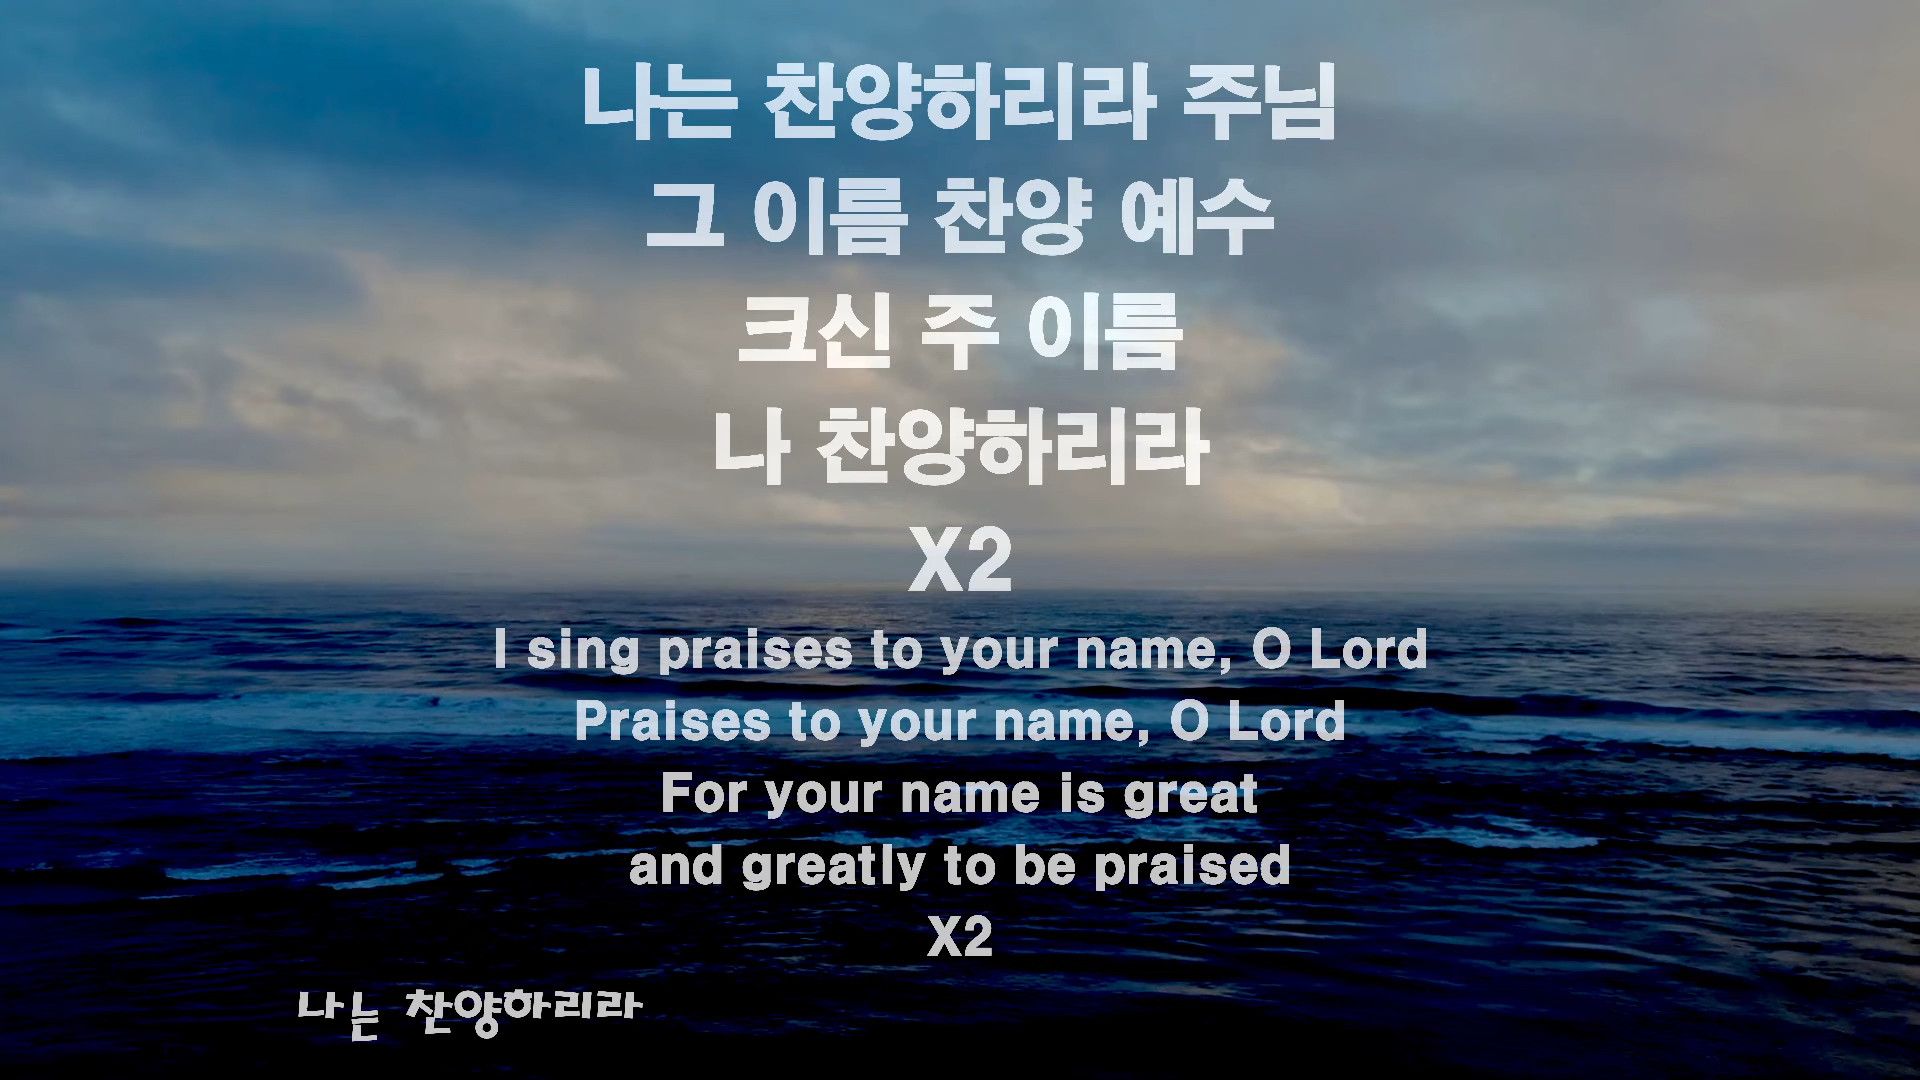 나는 찬양하리라 주님
그 이름 찬양 예수
크신 주 이름
나 찬양하리라
X2
I sing praises to your name, O Lord
Praises to your name, O Lord
For your name is great
and greatly to be praised
X2
나는 찬양하리라